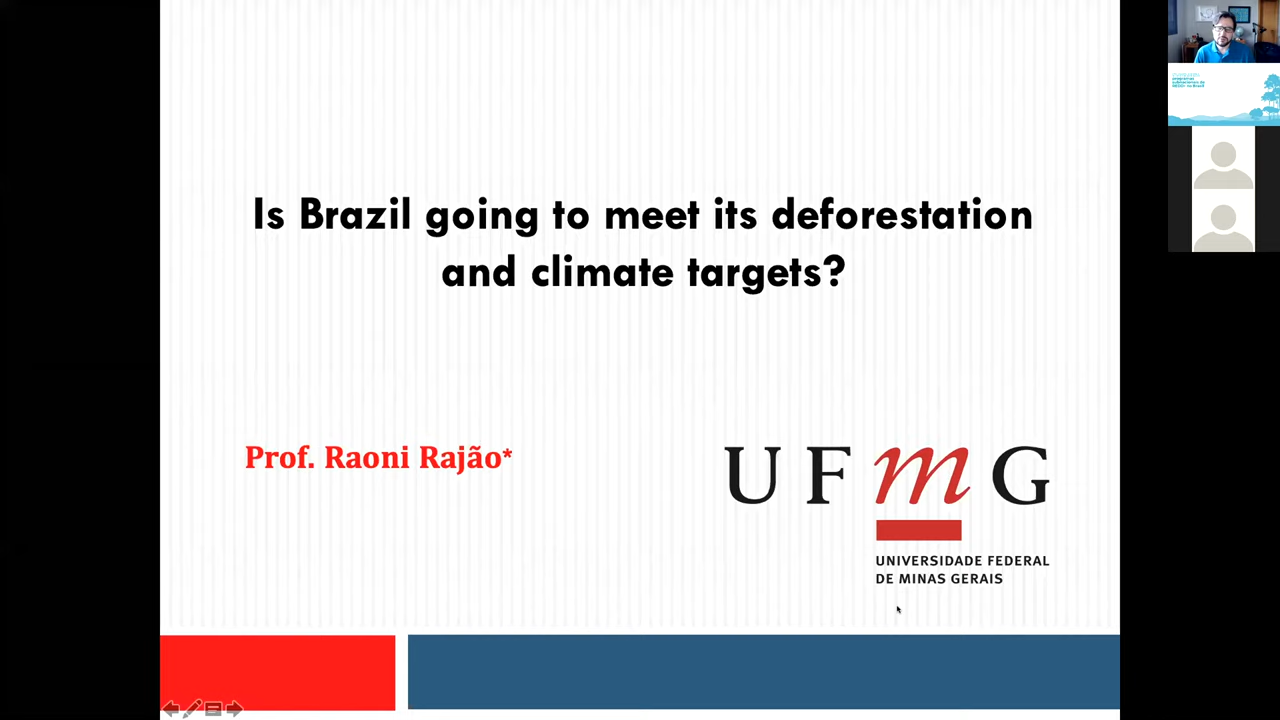 Is Brazil going to meet its deforestation
and climate targets?
Prof. Raoni Rajão*
UFmG
UNIVERSIDADE FEDERAL
DE MINAS GERAIS